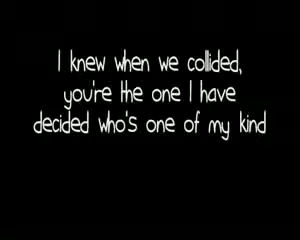 I knew when we collided,
you're the one I have
decided who's one of my kind